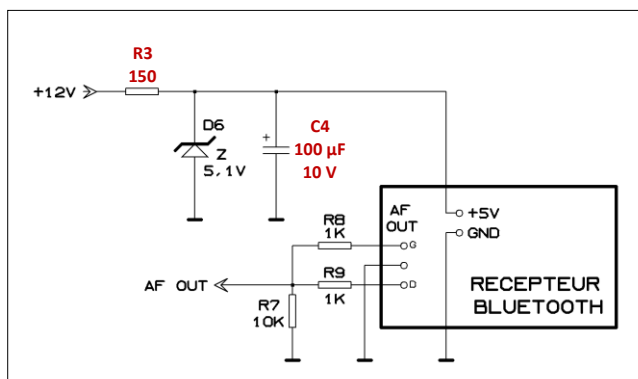 R3
150
+12V
D6
Z
5,1V
+
C4
100 µF
10 V
AF
OUT
+5V
GND
R8
1K
G
AF OUT
R9
1K
D
R7
10K
RECEPTEUR
BLUETOOTH